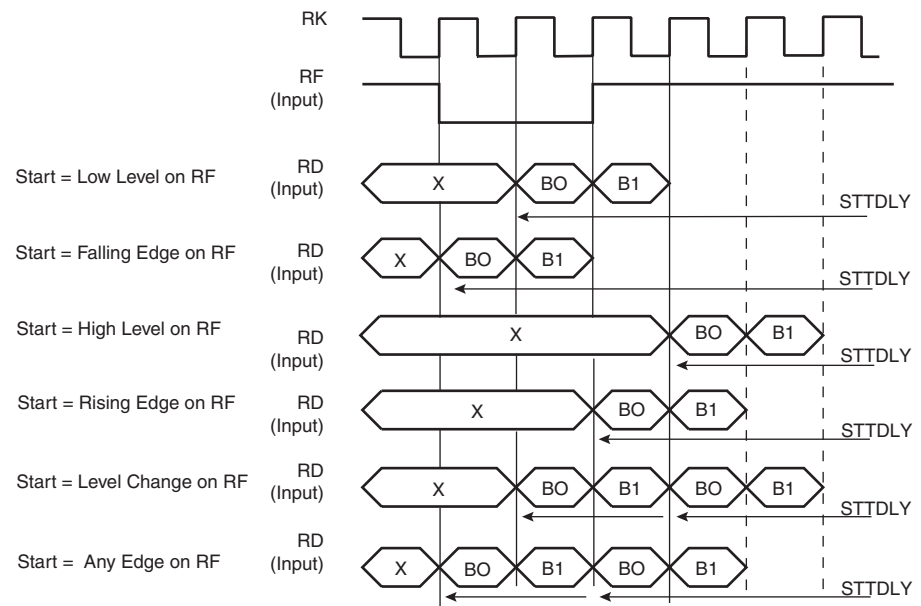 RK
RF
(Input)
Start = Low Level on RF
RD
(Input)
X
BO
B1
STTDLY
Start = Falling Edge on RF
RD
(Input)
X
BO
B1
STTDLY
Start = High Level on RF
RD
(Input)
X
BO
B1
STTDLY
Start = Rising Edge on RF
RD
(Input)
X
BO
B1
STTDLY
Start = Level Change on RF
RD
(Input)
X
BO
B1
BO
B1
STTDLY
Start = Any Edge on RF
RD
(Input)
X
BO
B1
BO
B1
STTDLY